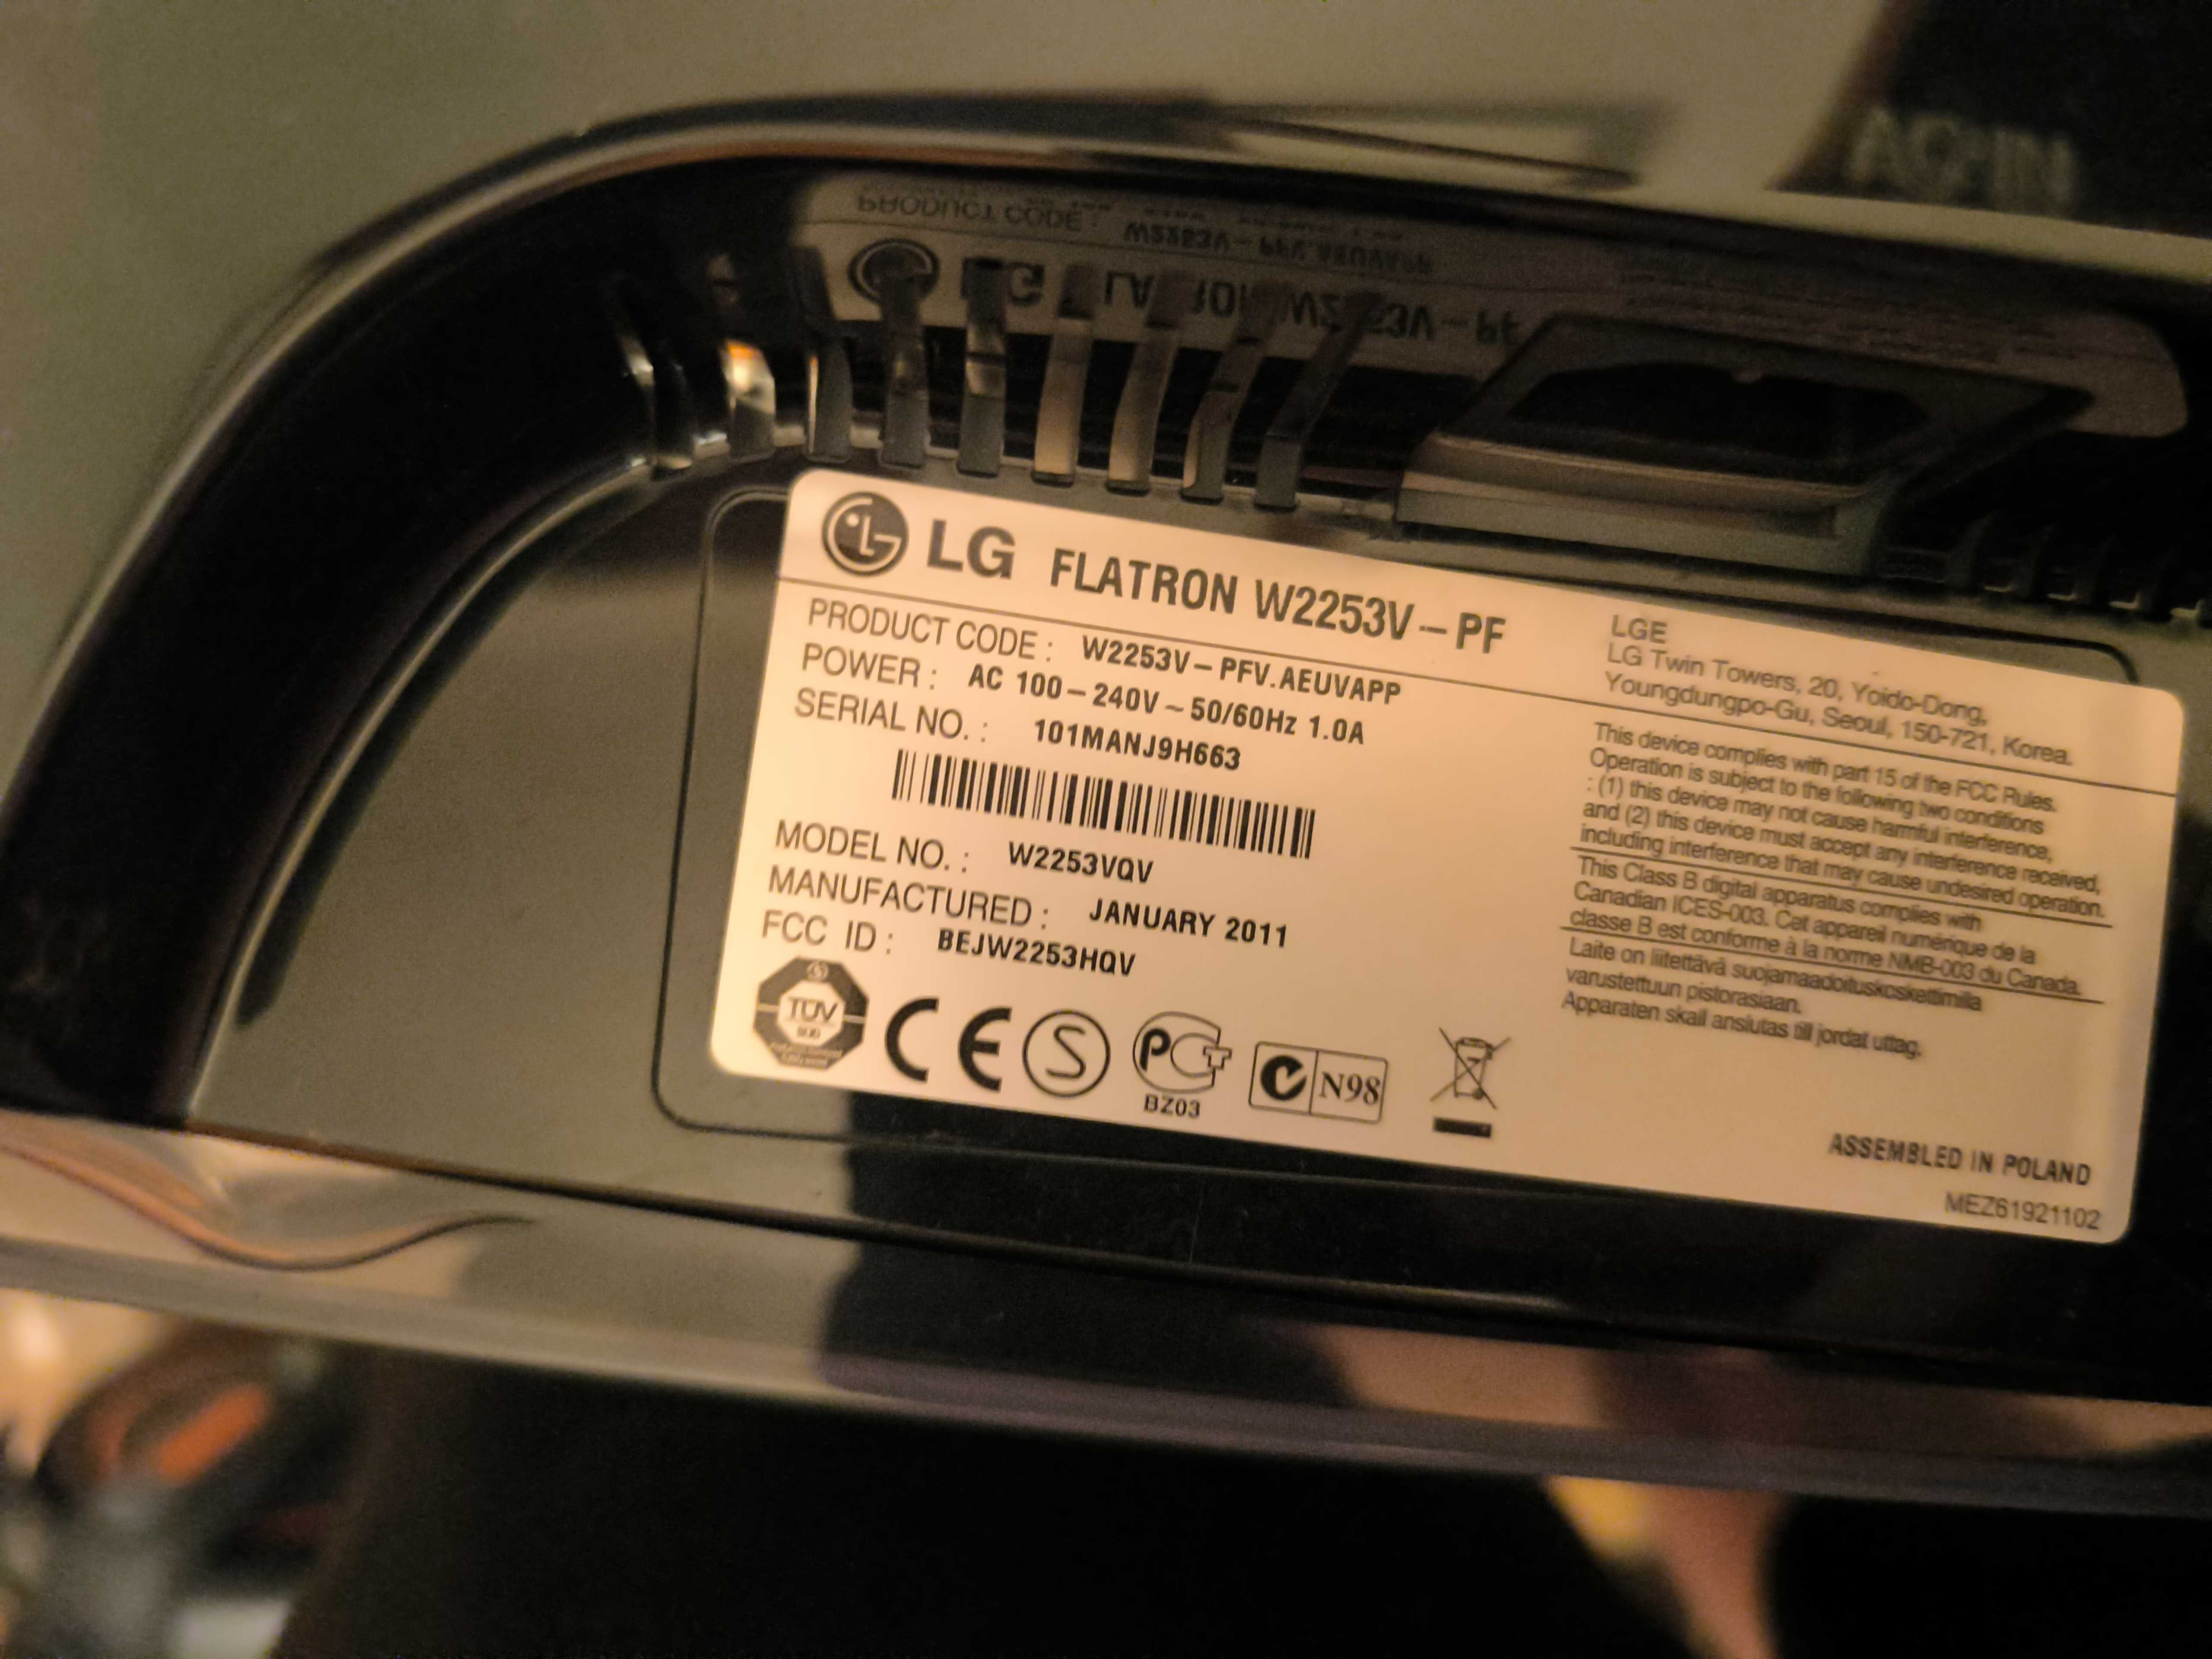 AC-IN
LG FLATRON W2253V-PF
PRODUCT CODE : W2253V-PFV.AEUVAPP
POWER : AC 100-240V~50/60Hz 1.0A
SERIAL NO. : 101MANJ9H663
MODEL NO. : W2253VQV
MANUFACTURED : JANUARY 2011
FCC ID : BEJW2253HQV
TUV
SUD
CE
S
PCT
BZ03
N98
LGE
LG Twin Towers, 20, Yoido-Dong,
Youngdungpo-Gu, Seoul, 150-721, Korea.
This device complies with part 15 of the FCC Rules.
Operation is subject to the following two conditions
: (1) this device may not cause harmful interference,
and (2) this device must accept any interference received,
including interference that may cause undesired operation.
This Class B digital apparatus complies with
Canadian ICES-003. Cet appareil numérique de la
classe B est conforme à la norme NMB-003 du Canada.
Laite on liitettävä suojamaadoituskoskettimilla
varustettuun pistorasiaan.
Apparaten skall anslutas till jordat uttag.
ASSEMBLED IN POLAND
MEZ61921102